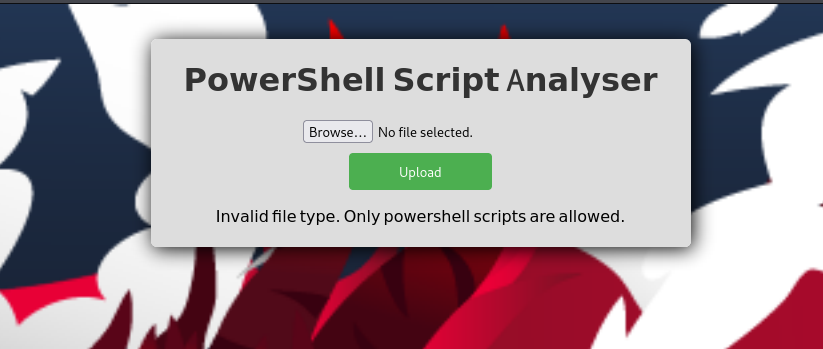 PowerShell Script Analyser
Browse... No file selected.
Upload
Invalid file type. Only powershell scripts are allowed.